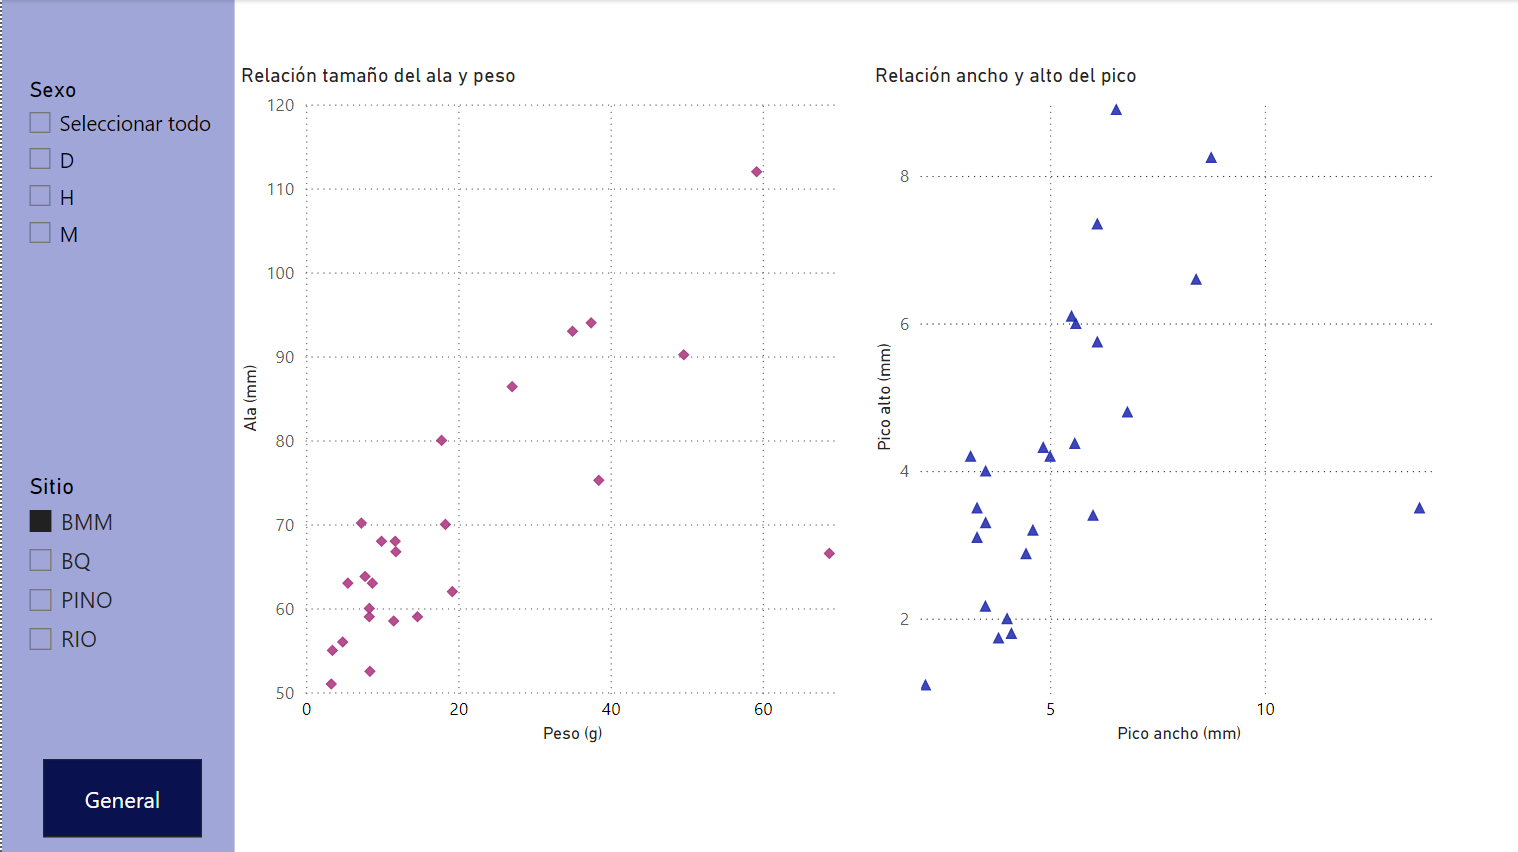 Sexo
Seleccionar todo
D
H
M
Sitio
BMM
BQ
PINO
RIO
General
Relación tamaño del ala y peso
120
110
100
90
80
70
60
50
Ala (mm)
0 20 40 60
Peso (g)
Relación ancho y alto del pico
8
6
4
2
Pico alto (mm)
5 10
Pico ancho (mm)